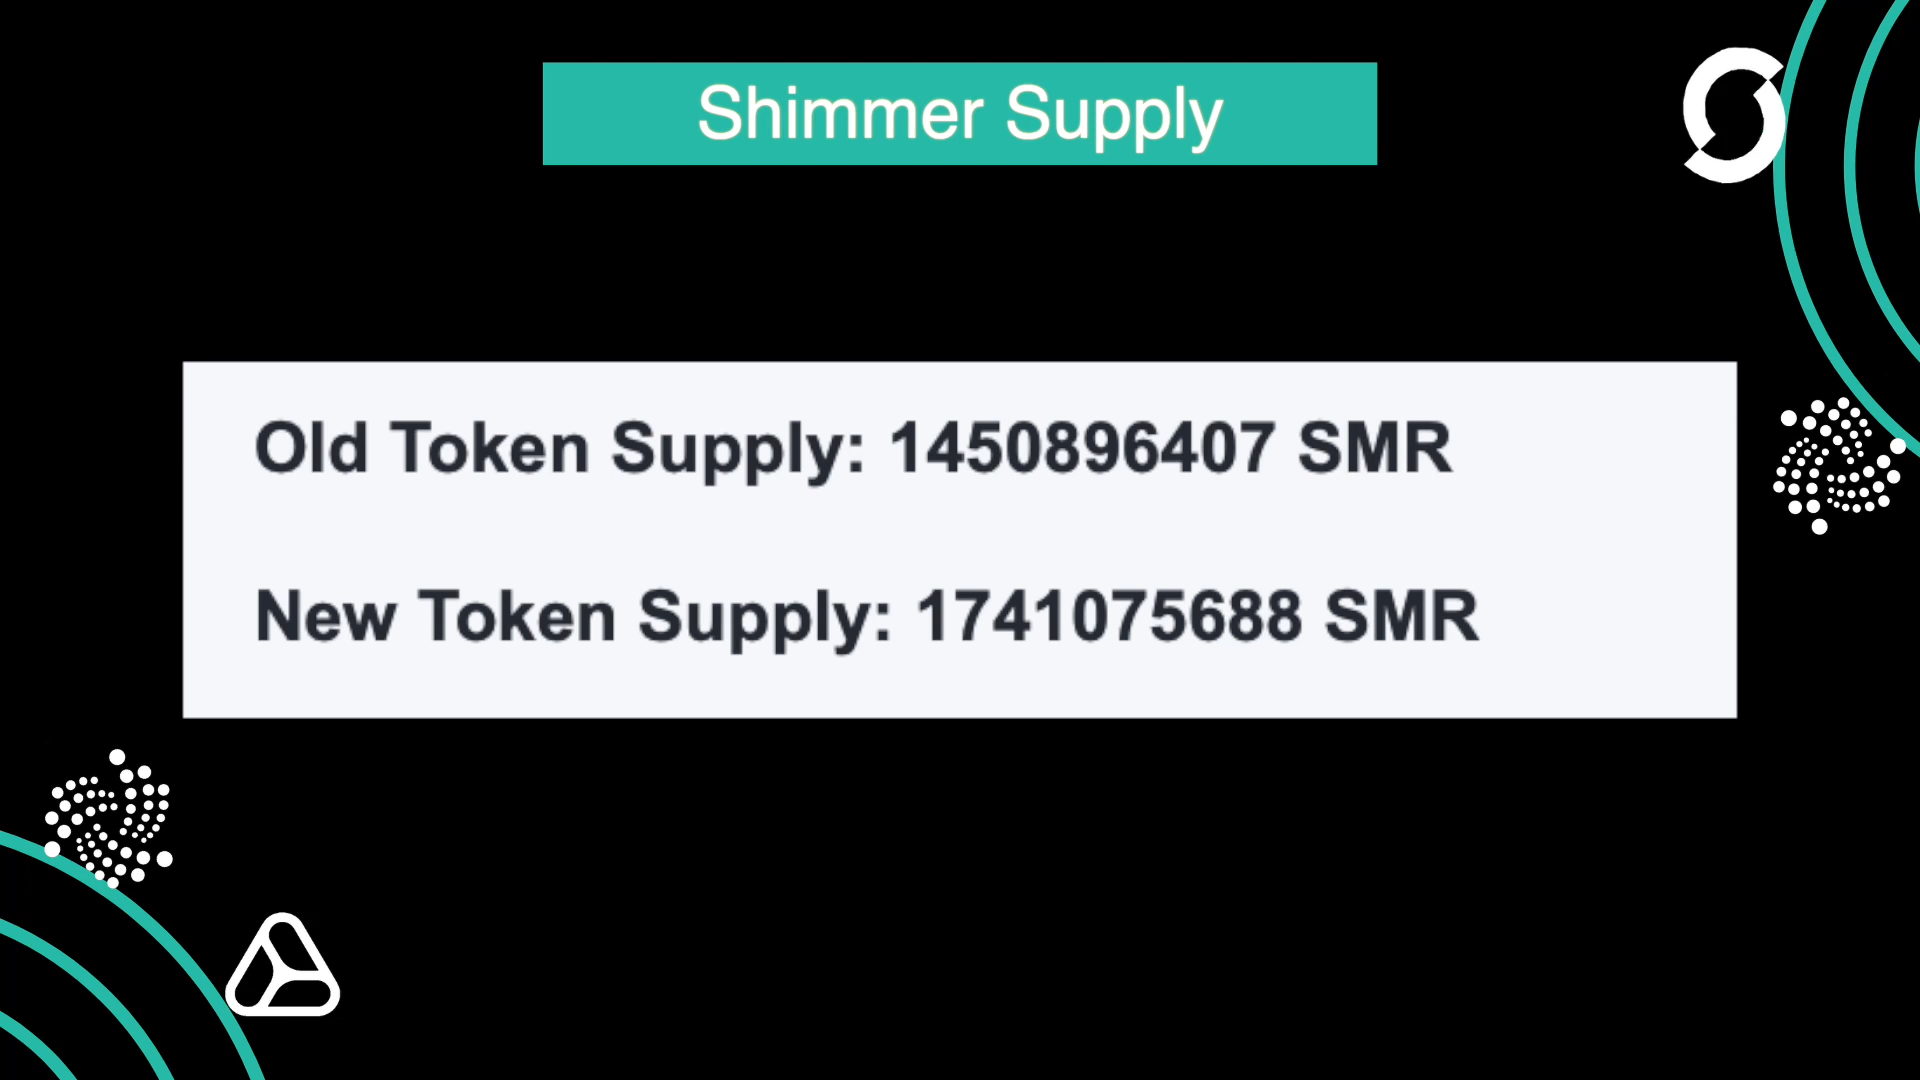 Shimmer Supply
Old Token Supply: 1450896407 SMR
New Token Supply: 1741075688 SMR